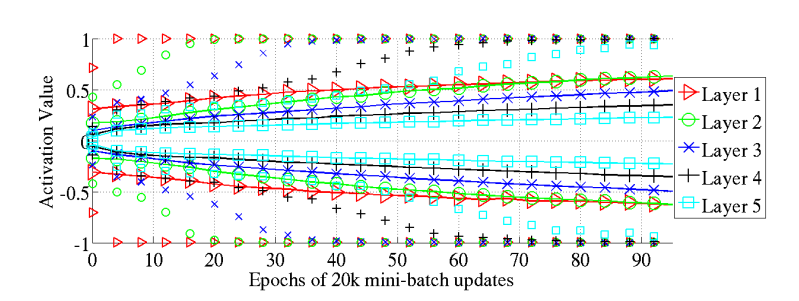 Activation Value
1
0.5
0
-0.5
-1
0 10 20 30 40 50 60 70 80 90
Epochs of 20k mini-batch updates
Layer 1
Layer 2
Layer 3
Layer 4
Layer 5